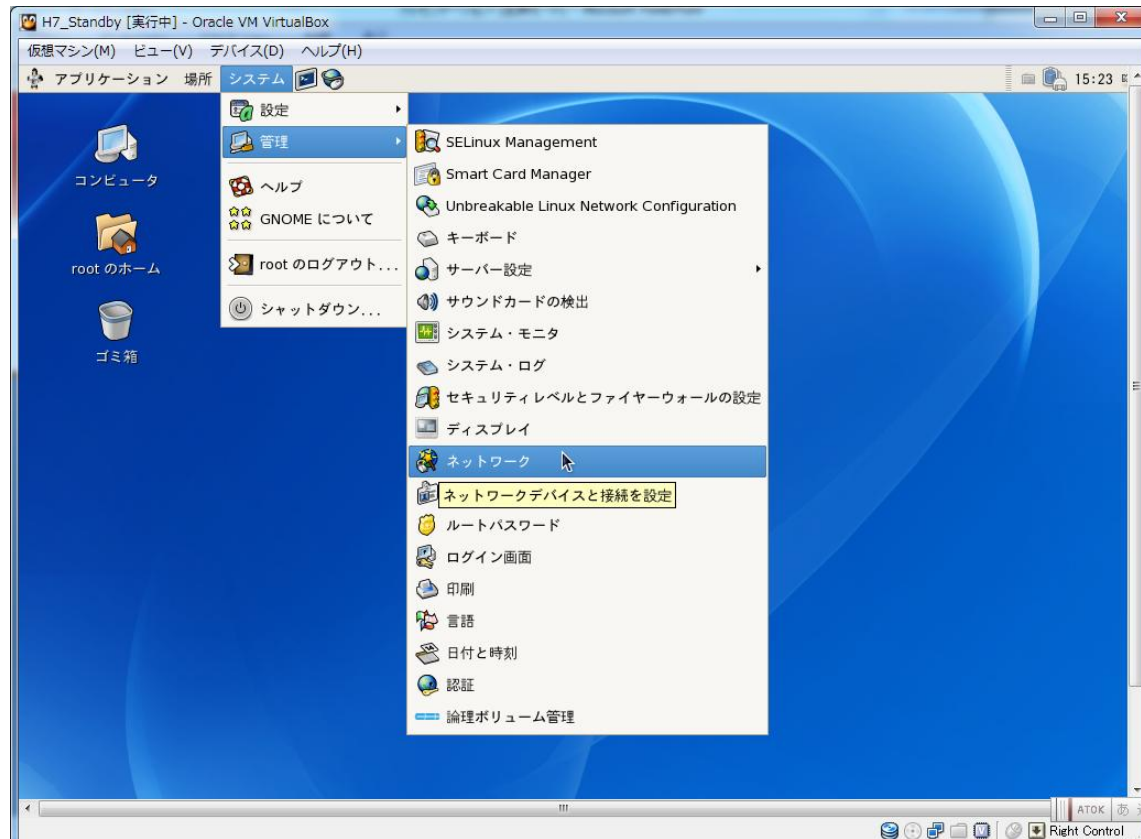 H7_Standby [実行中] - Oracle VM VirtualBox
仮想マシン(M) ビュー(V) デバイス(D) ヘルプ(H)
アプリケーション 場所 システム 15:23
設定
管理
ヘルプ
GNOME について
root のログアウト...
シャットダウン...
コンピュータ
root のホーム
ゴミ箱
SELinux Management
Smart Card Manager
Unbreakable Linux Network Configuration
キーボード
サーバー設定
サウンドカードの検出
システム・モニタ
システム・ログ
セキュリティレベルとファイヤーウォールの設定
ディスプレイ
ネットワーク
ネットワークデバイスと接続を設定
ルートパスワード
ログイン画面
印刷
言語
日付と時刻
認証
論理ボリューム管理
ATOK あ
Right Control